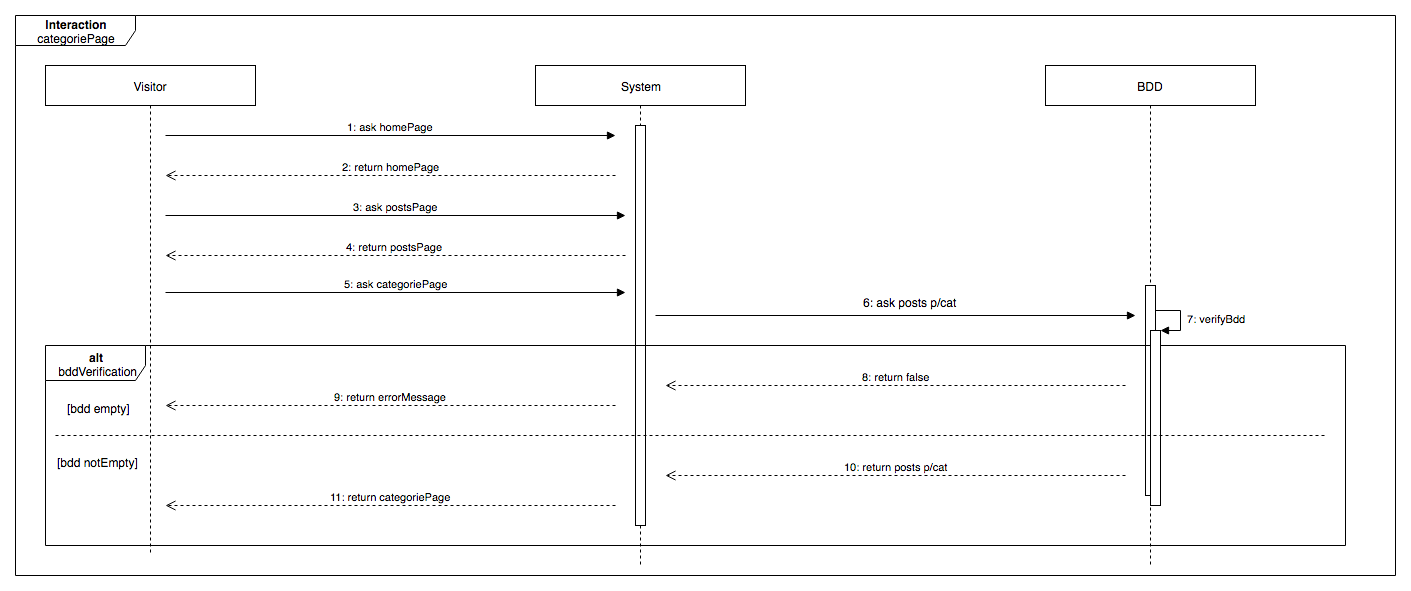 Interaction
categoriePage
Visitor
System
BDD
1: ask homePage
2: return homePage
3: ask postsPage
4: return postsPage
5: ask categoriePage
6: ask posts p/cat
7: verifyBdd
alt
bddVerification
8: return false
9: return errorMessage
[bdd empty]
[bdd notEmpty]
10: return posts p/cat
11: return categoriePage